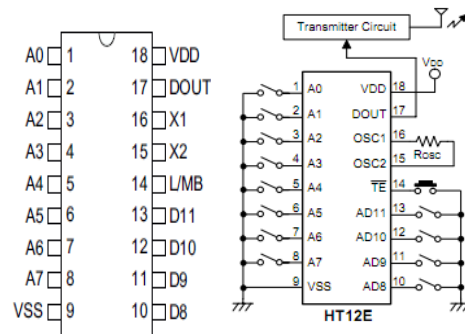 A0 1 18 VDD
A1 2 17 DOUT
A2 3 16 X1
A3 4 15 X2
A4 5 14 L/MB
A5 6 13 D11
A6 7 12 D10
A7 8 11 D9
VSS 9 10 D8
Transmitter Circuit
VDD
1 A0 VDD 18
2 A1 DOUT 17
3 A2 OSC1 16
ROSC
4 A3 OSC2 15
5 A4 TE 14
6 A5 AD11 13
7 A6 AD10 12
8 A7 AD9 11
9 VSS AD8 10
HT12E